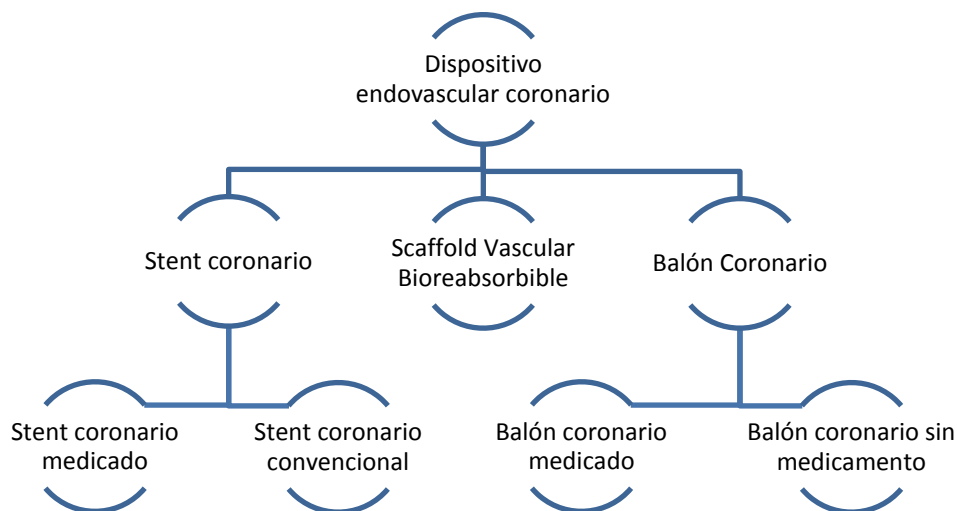 Dispositivo
endovascular coronario
Stent coronario
Scaffold Vascular
Bioreabsorbible
Balón Coronario
Stent coronario
medicado
Stent coronario
convencional
Balón coronario
medicado
Balón coronario sin
medicamento